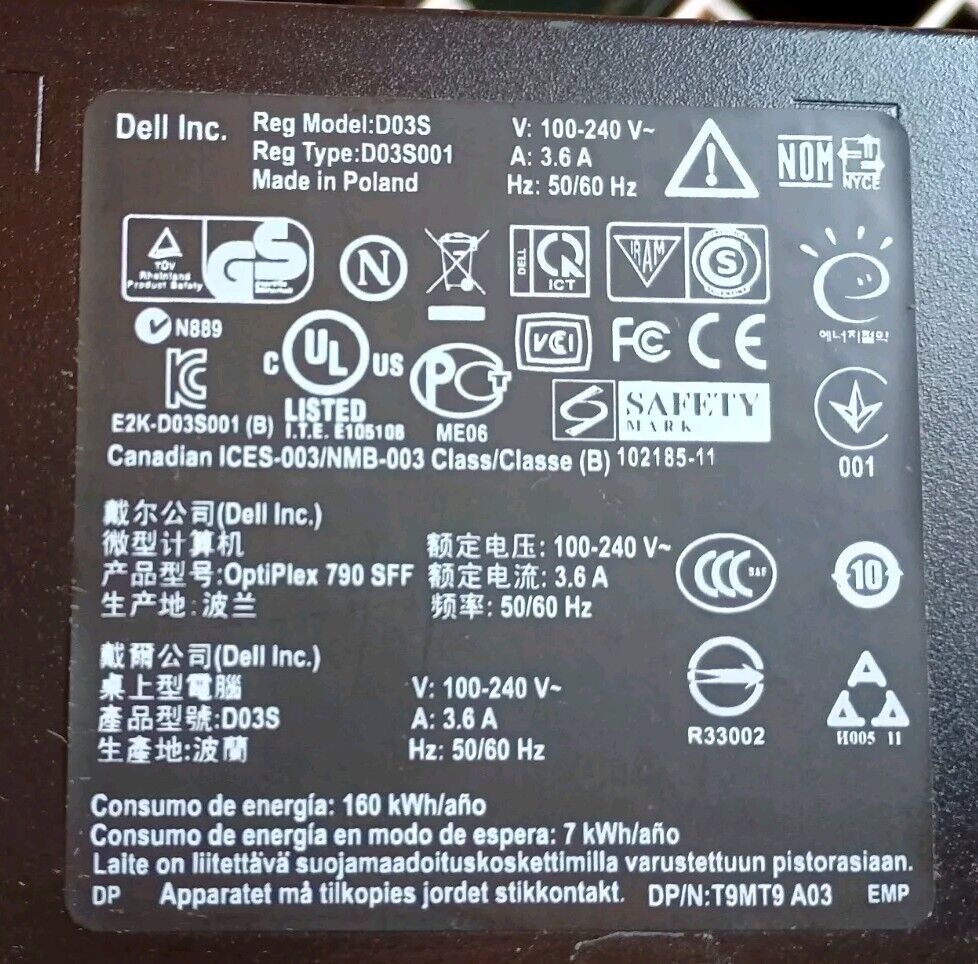 Dell Inc.
Reg Model:D03S
Reg Type:D03S001
Made in Poland
V: 100-240 V~
A: 3.6 A
Hz: 50/60 Hz
NOM
NYCE
TÜV
Rheinland
Product Safety
GS
N
DELL
ICT
IRAM
S
에너지절약
N889
C UL US
LISTED
I.T.E. E105108
E2K-D03S001 (B)
PCT
ME06
VCI
FC CE
S SAFETY
MARK
001
Canadian ICES-003/NMB-003 Class/Classe (B) 102185-11
戴尔公司(Dell Inc.)
微型计算机
产品型号:OptiPlex 790 SFF
生产地:波兰
额定电压: 100-240 V~
额定电流: 3.6 A
频率: 50/60 Hz
CCC S&E
10
戴爾公司(Dell Inc.)
桌上型電腦
產品型號:D03S
生產地:波蘭
V: 100-240 V~
A: 3.6 A
Hz: 50/60 Hz
R33002
H005 11
Consumo de energía: 160 kWh/año
Consumo de energía en modo de espera: 7 kWh/año
Laite on liitettävä suojamaadoituskoskettimilla varustettuun pistorasiaan.
DP Apparatet må tilkopies jordet stikkontakt. DP/N:T9MT9 A03 EMP